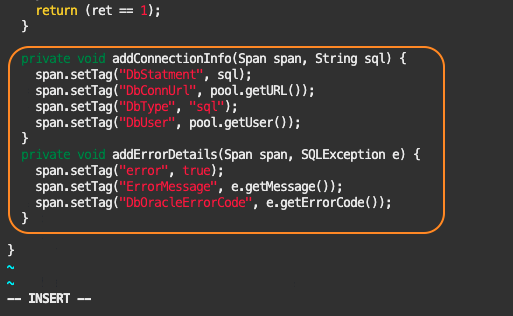 return (ret == 1);
}
private void addConnectionInfo(Span span, String sql) {
span.setTag("DbStatment", sql);
span.setTag("DbConnUrl", pool.getURL());
span.setTag("DbType", "sql");
span.setTag("DbUser", pool.getUser());
}
private void addErrorDetails(Span span, SQLException e) {
span.setTag("error", true);
span.setTag("ErrorMessage", e.getMessage());
span.setTag("DbOracleErrorCode", e.getErrorCode());
}
}
~
~
-- INSERT --